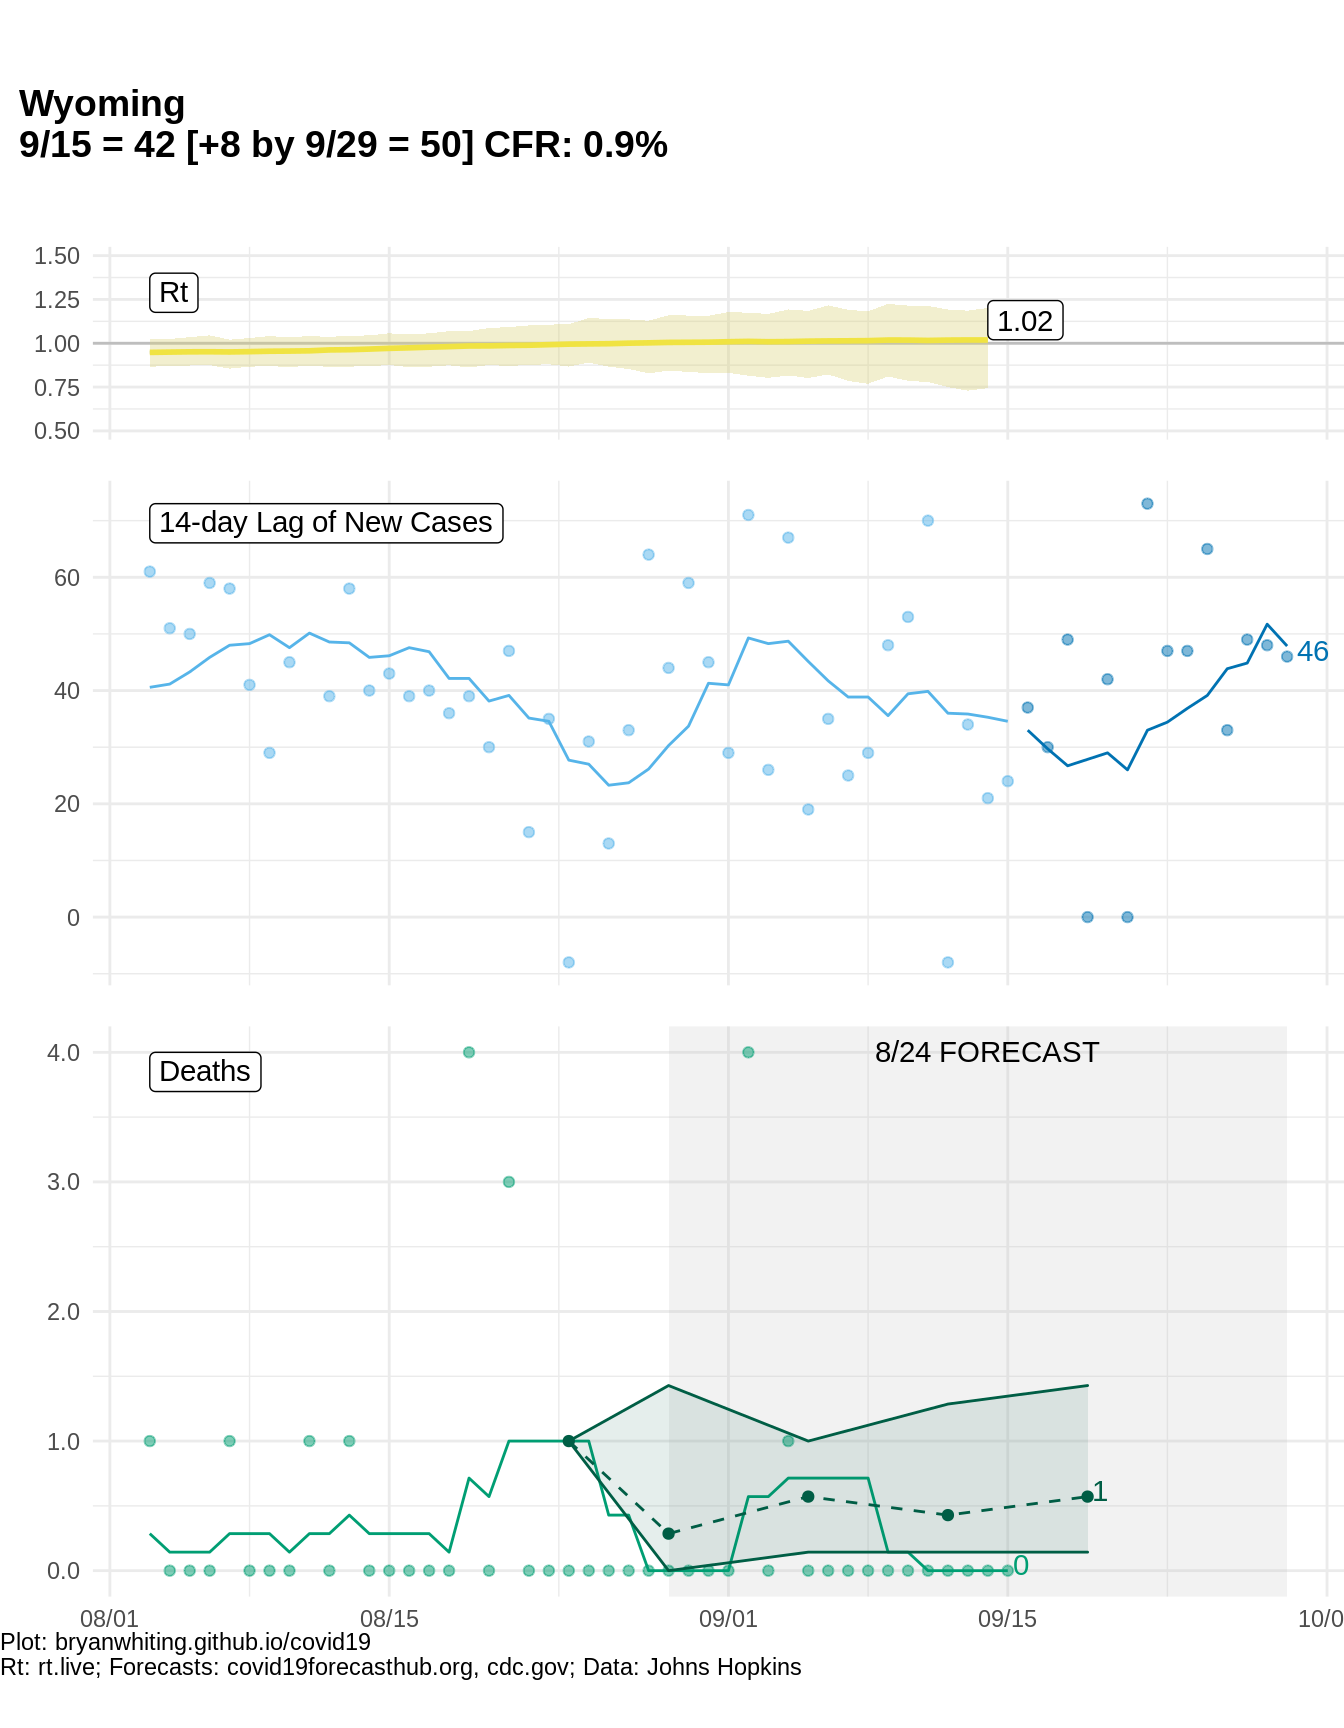 Wyoming
9/15 = 42 [+8 by 9/29 = 50] CFR: 0.9%
1.50
Rt
1.25
1.02
1.00
0.75
0.50
14-day Lag of New Cases
60
46
40
20
0
4.0
8/24 FORECAST
Deaths
3.0
2.0
1.0
1
0.0
0
08/01 08/15 09/01 09/15 10/0
Plot: bryanwhiting.github.io/covid19
Rt: rt.live; Forecasts: covid19forecasthub.org, cdc.gov; Data: Johns Hopkins